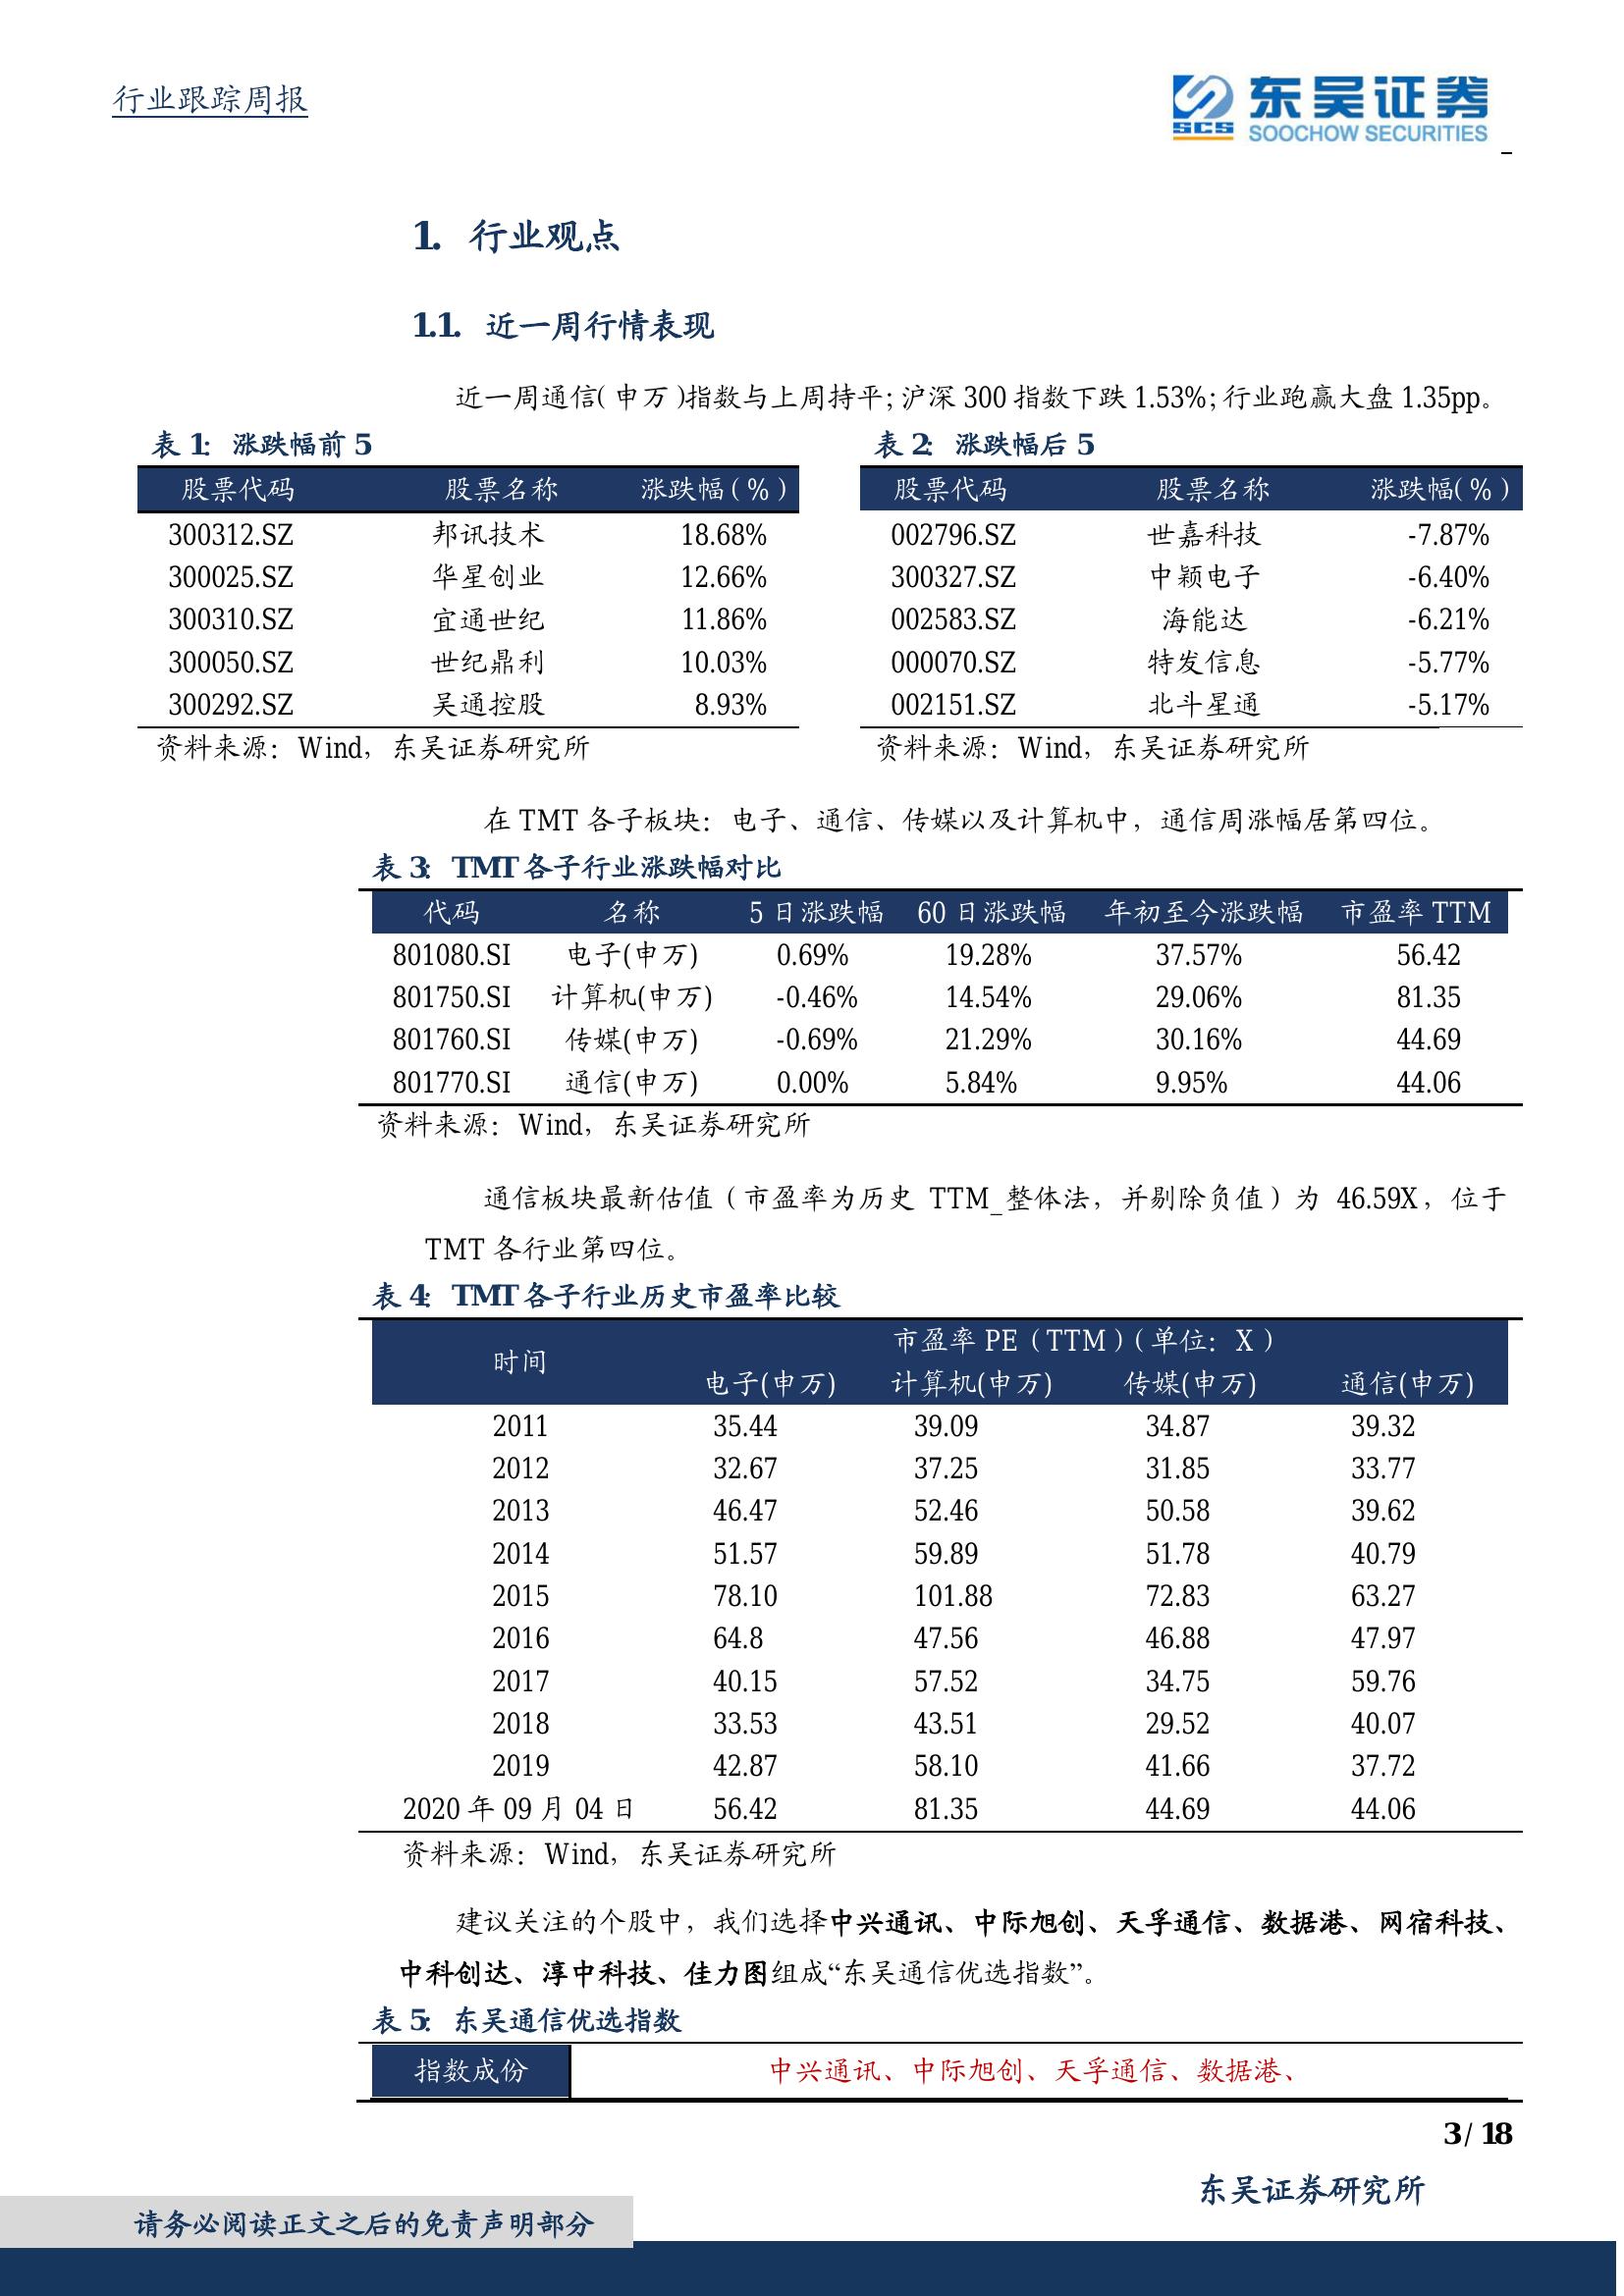 行业跟踪周报
东吴证券
SCS
SOOCHOW SECURITIES
1. 行业观点
1.1. 近一周行情表现
近一周通信(申万)指数与上周持平;沪深 300 指数下跌 1.53%;行业跑赢大盘 1.35pp。
表 1: 涨跌幅前 5
股票代码 股票名称 涨跌幅(%)
300312.SZ 邦讯技术 18.68%
300025.SZ 华星创业 12.66%
300310.SZ 宜通世纪 11.86%
300050.SZ 世纪鼎利 10.03%
300292.SZ 吴通控股 8.93%
资料来源:Wind,东吴证券研究所
表 2: 涨跌幅后 5
股票代码 股票名称 涨跌幅(%)
002796.SZ 世嘉科技 -7.87%
300327.SZ 中颖电子 -6.40%
002583.SZ 海能达 -6.21%
000070.SZ 特发信息 -5.77%
002151.SZ 北斗星通 -5.17%
资料来源:Wind,东吴证券研究所
在 TMT 各子板块:电子、通信、传媒以及计算机中,通信周涨幅居第四位。
表 3: TMT 各子行业涨跌幅对比
代码 名称 5 日涨跌幅 60 日涨跌幅 年初至今涨跌幅 市盈率 TTM
801080.SI 电子(申万) 0.69% 19.28% 37.57% 56.42
801750.SI 计算机(申万) -0.46% 14.54% 29.06% 81.35
801760.SI 传媒(申万) -0.69% 21.29% 30.16% 44.69
801770.SI 通信(申万) 0.00% 5.84% 9.95% 44.06
资料来源:Wind,东吴证券研究所
通信板块最新估值(市盈率为历史 TTM_整体法,并剔除负值)为 46.59X,位于
TMT 各行业第四位。
表 4: TMT 各子行业历史市盈率比较
时间 市盈率 PE(TTM)(单位:X)
电子(申万) 计算机(申万) 传媒(申万) 通信(申万)
2011 35.44 39.09 34.87 39.32
2012 32.67 37.25 31.85 33.77
2013 46.47 52.46 50.58 39.62
2014 51.57 59.89 51.78 40.79
2015 78.10 101.88 72.83 63.27
2016 64.8 47.56 46.88 47.97
2017 40.15 57.52 34.75 59.76
2018 33.53 43.51 29.52 40.07
2019 42.87 58.10 41.66 37.72
2020 年 09 月 04 日 56.42 81.35 44.69 44.06
资料来源:Wind,东吴证券研究所
建议关注的个股中,我们选择中兴通讯、中际旭创、天孚通信、数据港、网宿科技、
中科创达、淳中科技、佳力图组成“东吴通信优选指数”。
表 5: 东吴通信优选指数
指数成份 中兴通讯、中际旭创、天孚通信、数据港、
3 / 18
东吴证券研究所
请务必阅读正文之后的免责声明部分